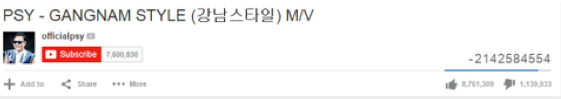 PSY - GANGNAM STYLE (강남스타일) M/V
officialpsy
Subscribe 7,600,830
-2142584554
Add to Share ••• More 8,761,309 1,139,933